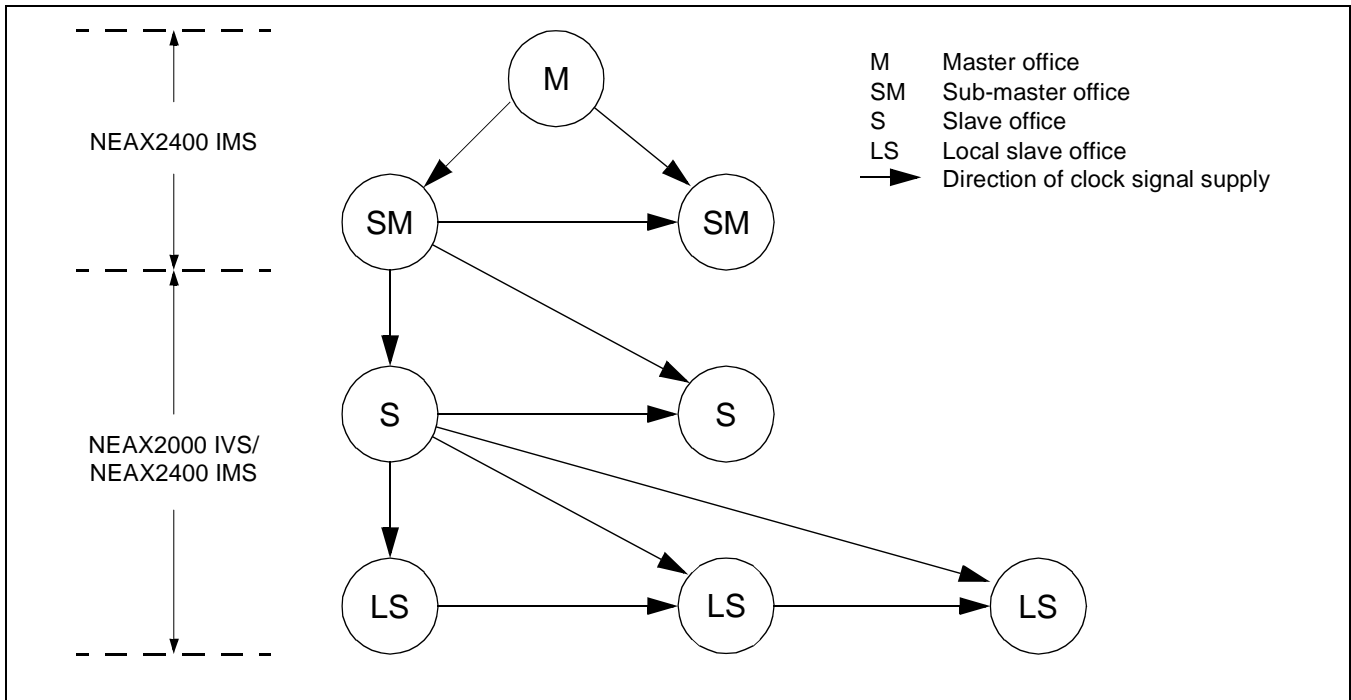 M
M Master office
SM Sub-master office
S Slave office
LS Local slave office
Direction of clock signal supply
NEAX2400 IMS
SM
SM
S
S
NEAX2000 IVS/
NEAX2400 IMS
LS
LS
LS